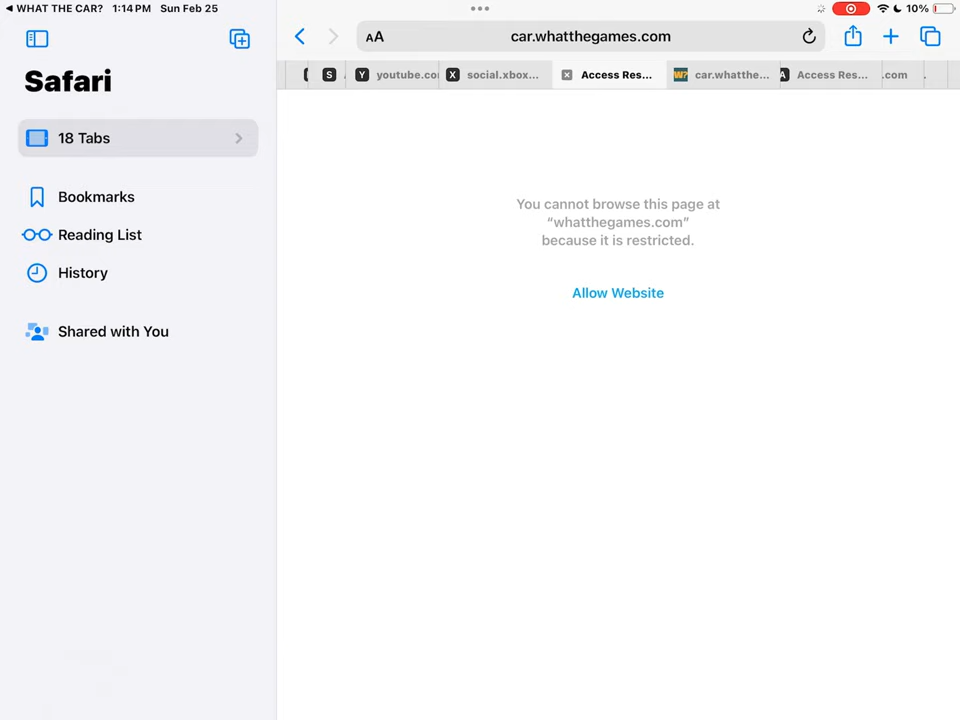 ◀ WHAT THE CAR? 1:14 PM Sun Feb 25
10%
Safari
18 Tabs
Bookmarks
Reading List
History
Shared with You
AA car.whatthegames.com
S
Y youtube.co
X social.xbox...
Access Res...
W? car.whatthe...
A Access Res...
.com
You cannot browse this page at
“whatthegames.com”
because it is restricted.
Allow Website